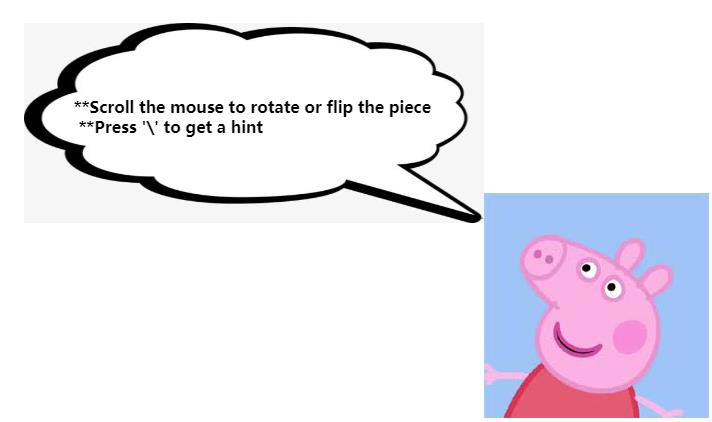 **Scroll the mouse to rotate or flip the piece
**Press '\' to get a hint